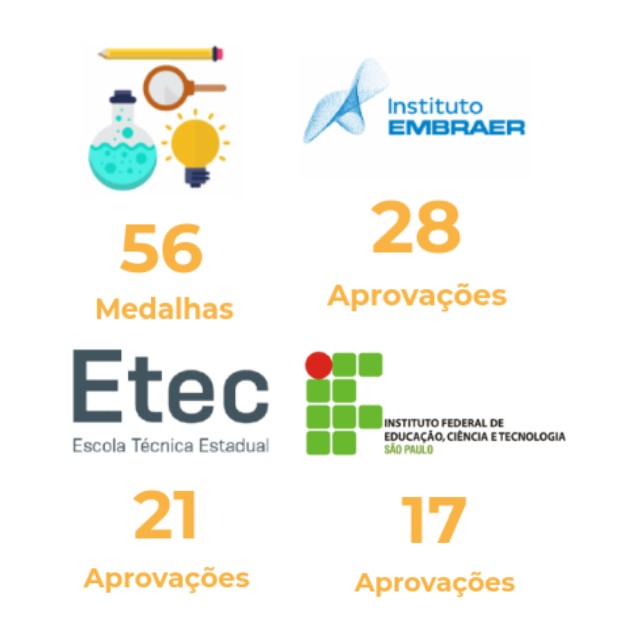 Instituto
EMBRAER
56
Medalhas
28
Aprovações
Etec
Escola Técnica Estadual
INSTITUTO FEDERAL DE
EDUCAÇÃO, CIÊNCIA E TECNOLOGIA
SÃO PAULO
21
Aprovações
17
Aprovações